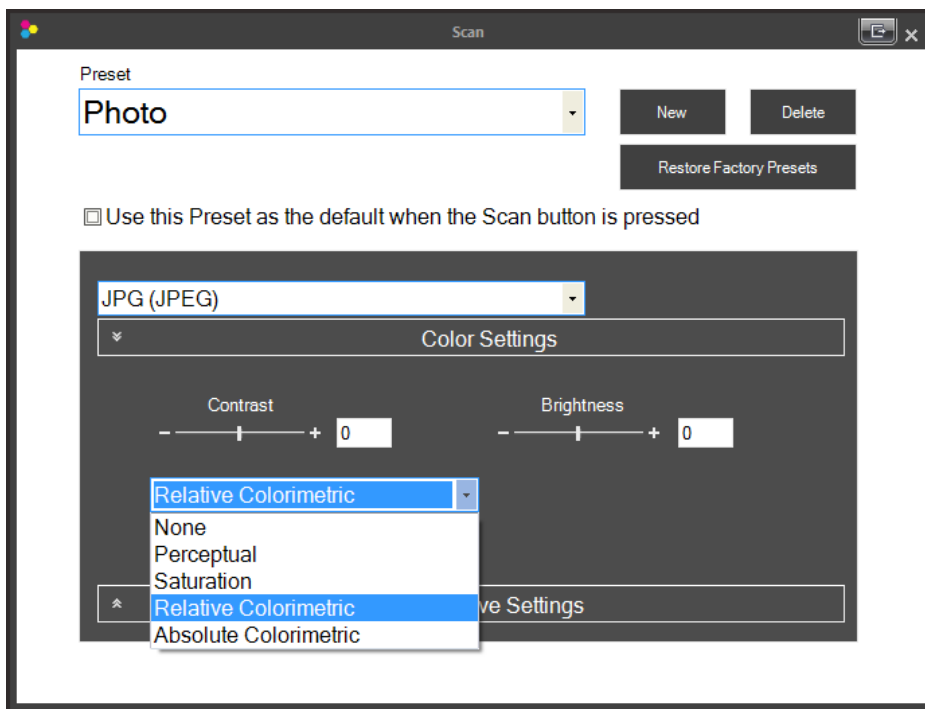 Scan
Preset
Photo
New Delete
Restore Factory Presets
Use this Preset as the default when the Scan button is pressed
JPG (JPEG)
Color Settings
Contrast Brightness
- + 0 - + 0
Relative Colorimetric
None
Perceptual
Saturation
Relative Colorimetric
Absolute Colorimetric
ve Settings